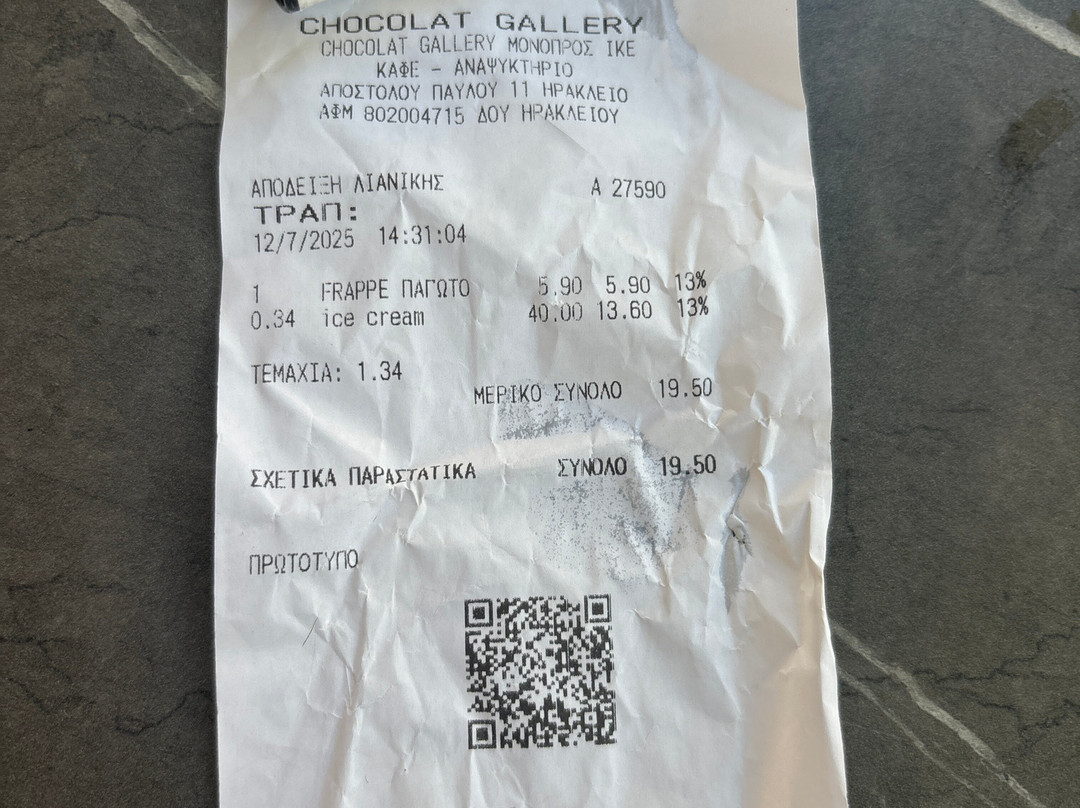 CHOCOLAT GALLERY
CHOCOLAT GALLERY ΜΟΝΟΠΡΟΣ ΙΚΕ
ΚΑΦΕ - ΑΝΑΨΥΚΤΗΡΙΟ
ΑΠΟΣΤΟΛΟΥ ΠΑΥΛΟΥ 11 ΗΡΑΚΛΕΙΟ
ΑΦΜ 802004715 ΔΟΥ ΗΡΑΚΛΕΙΟΥ
ΑΠΟΔΕΙΞΗ ΛΙΑΝΙΚΗΣ Α 27590
ΤΡΑΠ:
12/7/2025 14:31:04
1 FRAPPE ΠΑΓΩΤΟ 5.90 5.90 13%
0.34 ice cream 40.00 13.60 13%
ΤΕΜΑΧΙΑ: 1.34
ΜΕΡΙΚΟ ΣΥΝΟΛΟ 19.50
ΣΧΕΤΙΚΑ ΠΑΡΑΣΤΑΤΙΚΑ ΣΥΝΟΛΟ 19.50
ΠΡΩΤΟΤΥΠΟ